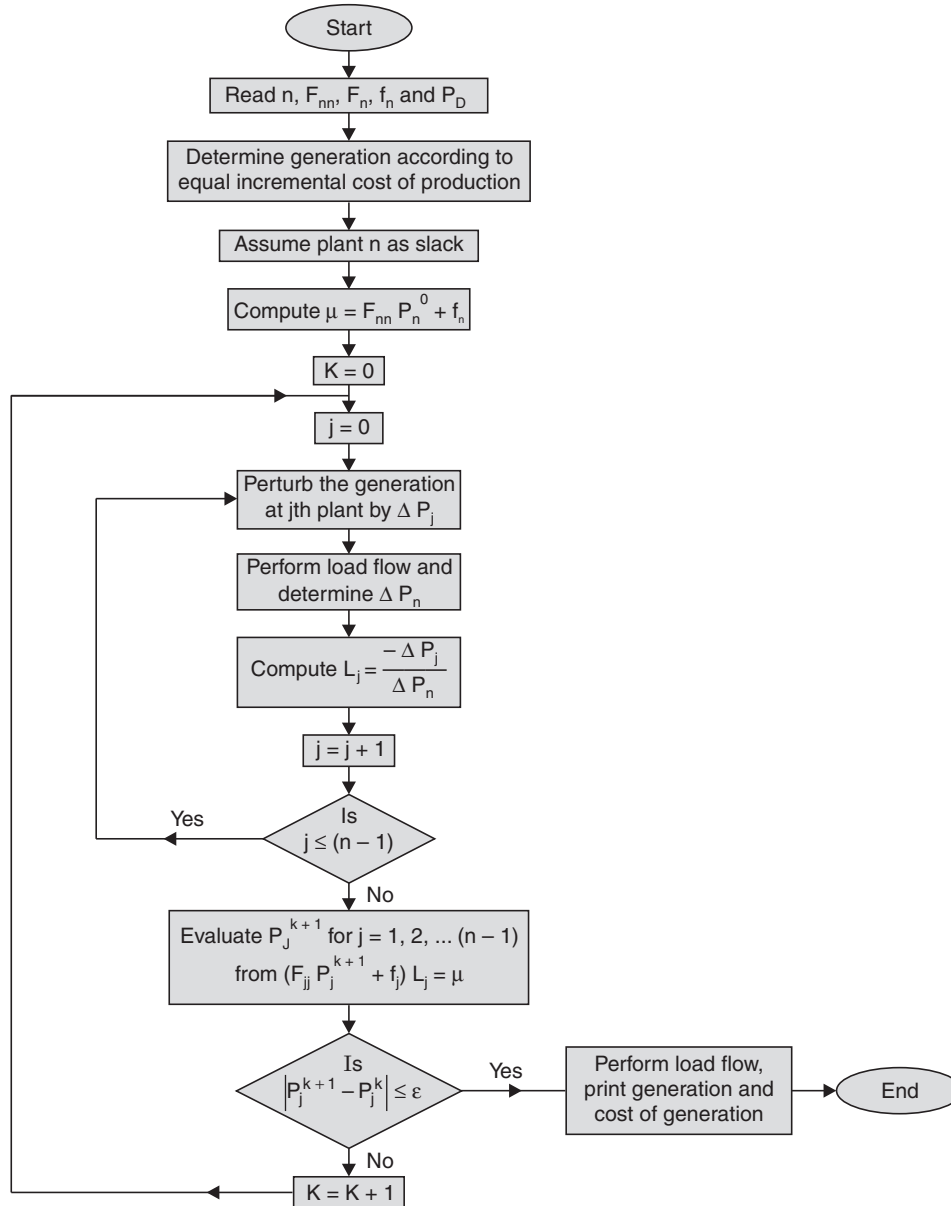 Start
Read n, F_nn, F_n, f_n and P_D
Determine generation according to
equal incremental cost of production
Assume plant n as slack
Compute μ = F_nn P_n^0 + f_n
K = 0
j = 0
Perturb the generation
at jth plant by Δ P_j
Perform load flow and
determine Δ P_n
Compute L_j = − Δ P_j / Δ P_n
j = j + 1
Is
j ≤ (n − 1)
Yes
No
Evaluate P_J^{k + 1} for j = 1, 2, ... (n − 1)
from (F_jj P_j^{k + 1} + f_j) L_j = μ
Is
|P_j^{k + 1} − P_j^k| ≤ ε
Yes
Perform load flow,
print generation and
cost of generation
End
No
K = K + 1